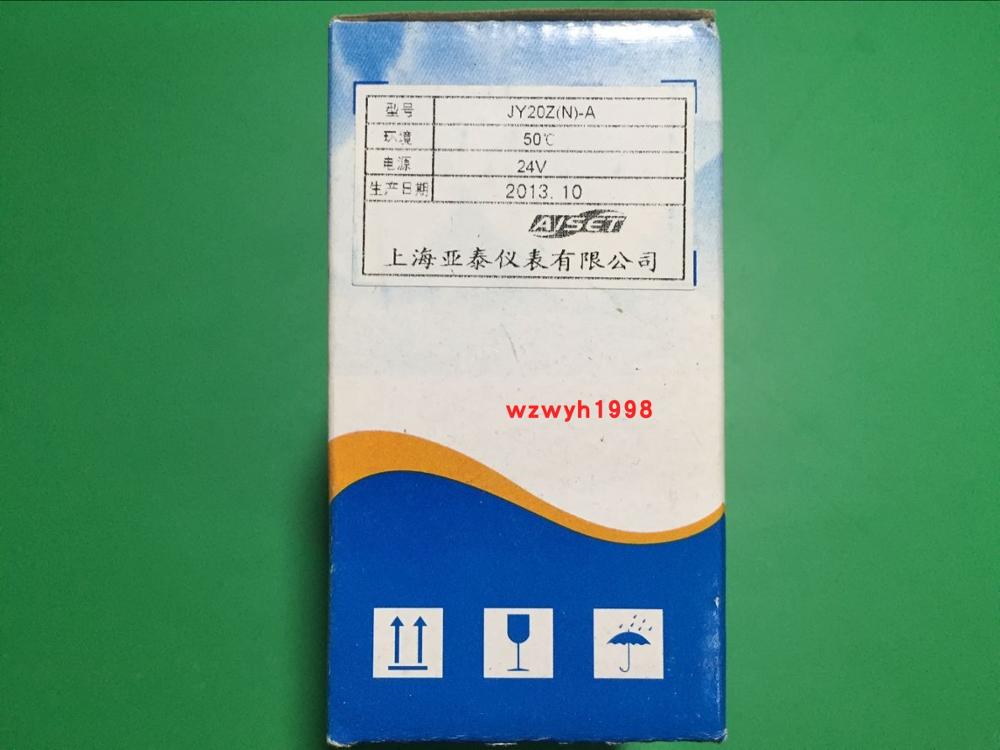 型号 JY20Z(N)-A
环境 50℃
电源 24V
生产日期 2013.10
AISET
上海亚泰仪表有限公司
wzwyh1998